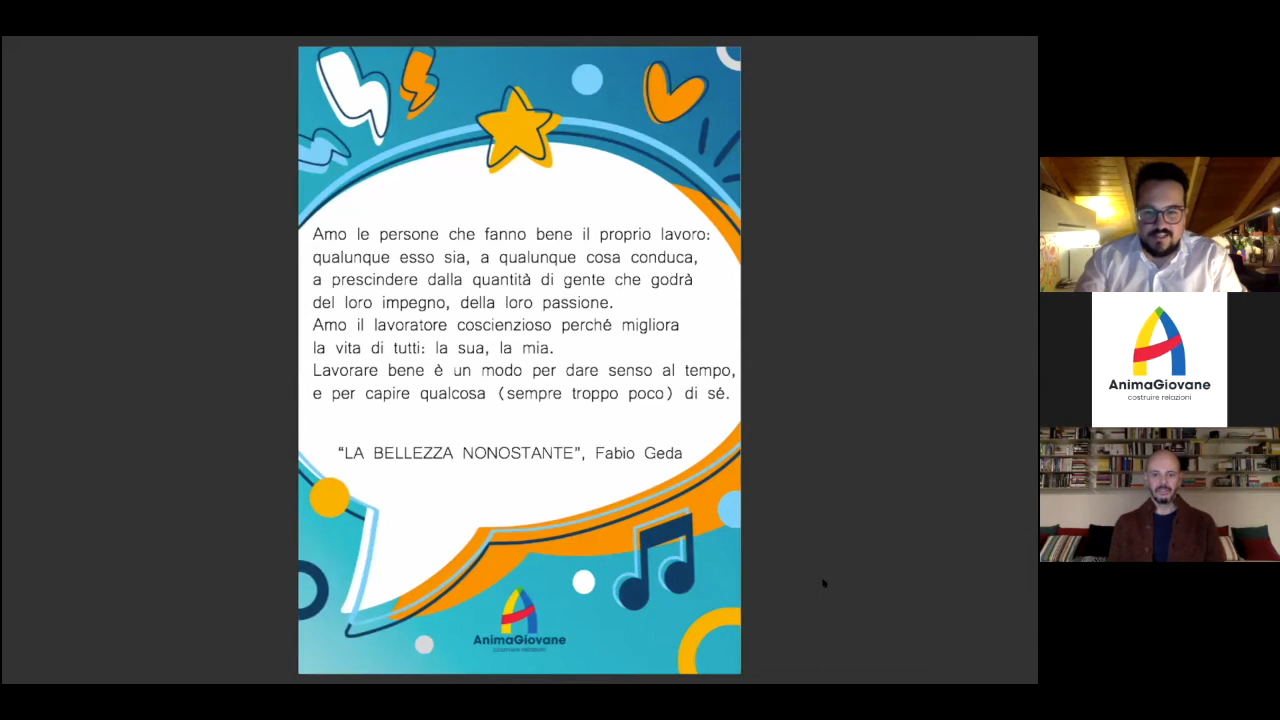 Amo le persone che fanno bene il proprio lavoro:
qualunque esso sia, a qualunque cosa conduca,
a prescindere dalla quantità di gente che godrà
del loro impegno, della loro passione.
Amo il lavoratore coscienzioso perché migliora
la vita di tutti: la sua, la mia.
Lavorare bene è un modo per dare senso al tempo,
e per capire qualcosa (sempre troppo poco) di sé.
“LA BELLEZZA NONOSTANTE”, Fabio Geda
AnimaGiovane
costruire relazioni
AnimaGiovane
costruire relazioni